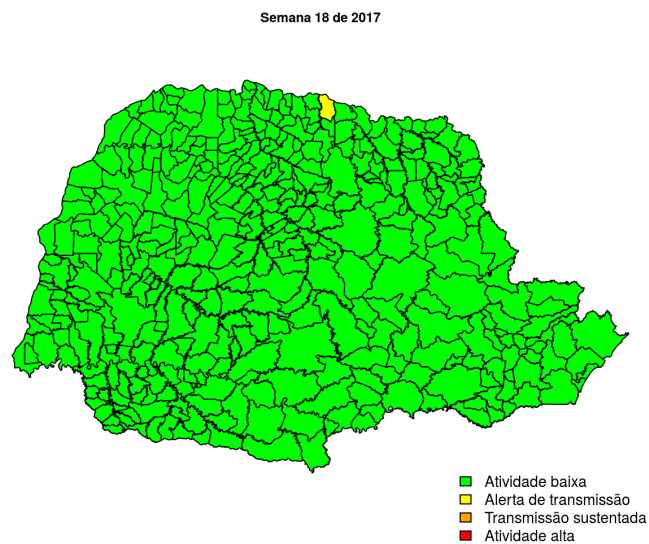 Semana 18 de 2017
Atividade baixa
Alerta de transmissão
Transmissão sustentada
Atividade alta